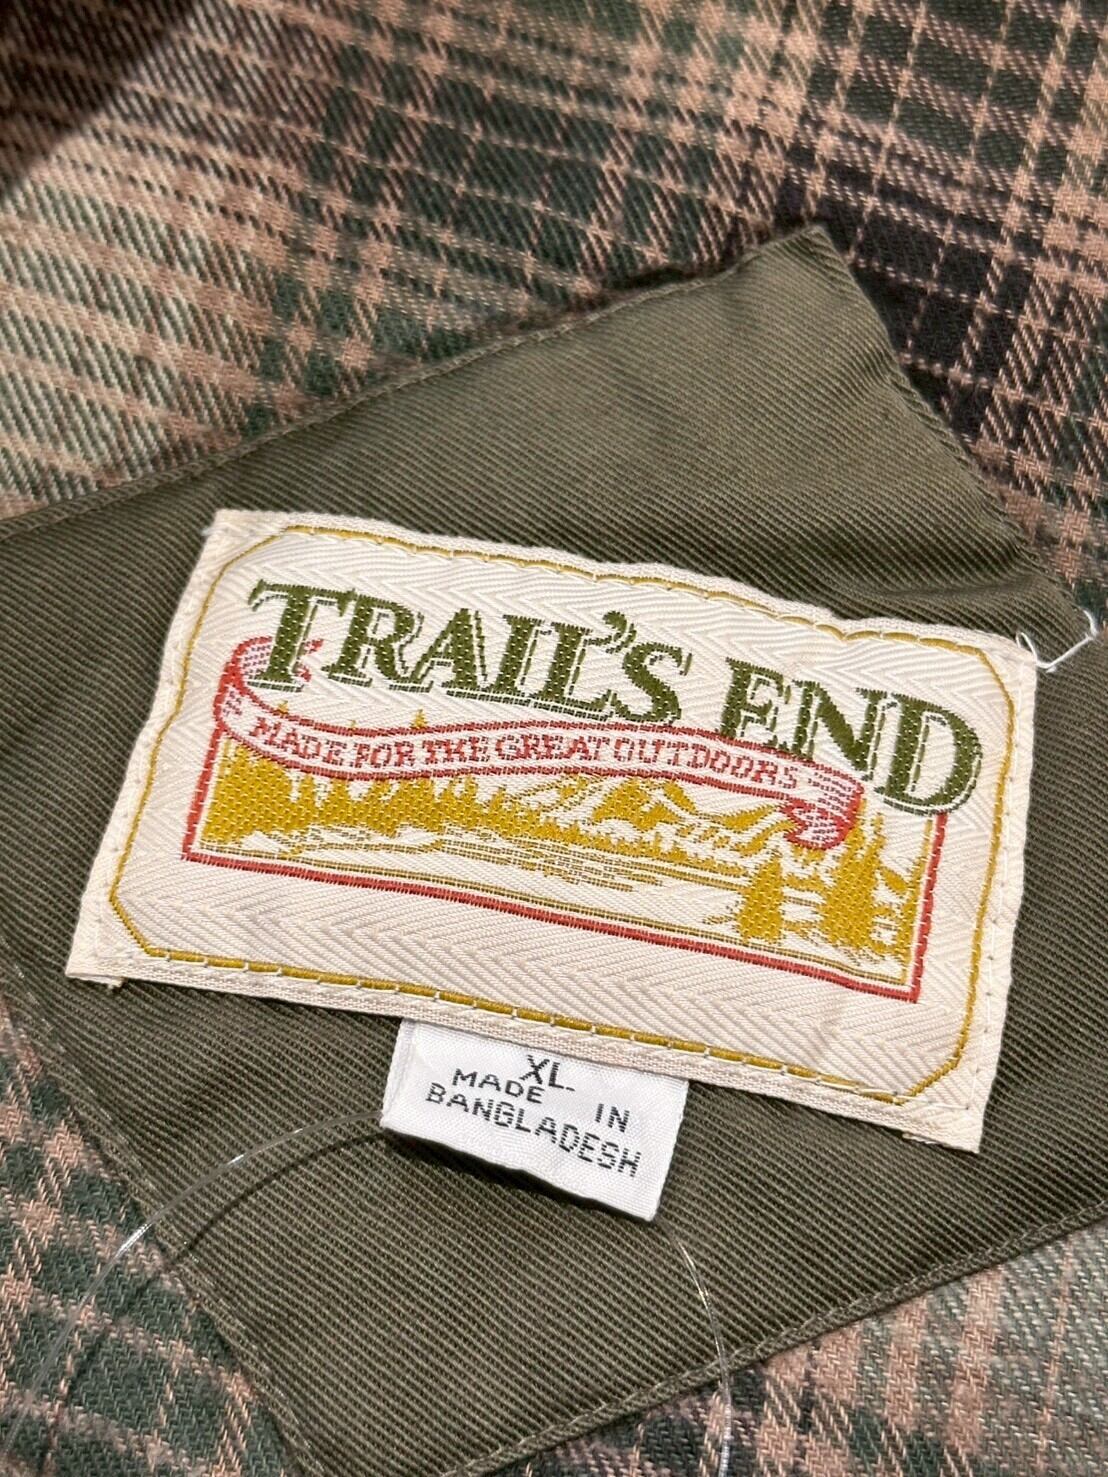 TRAIL'S END
MADE FOR THE GREAT OUTDOORS
XL.
MADE IN
BANGLADESH